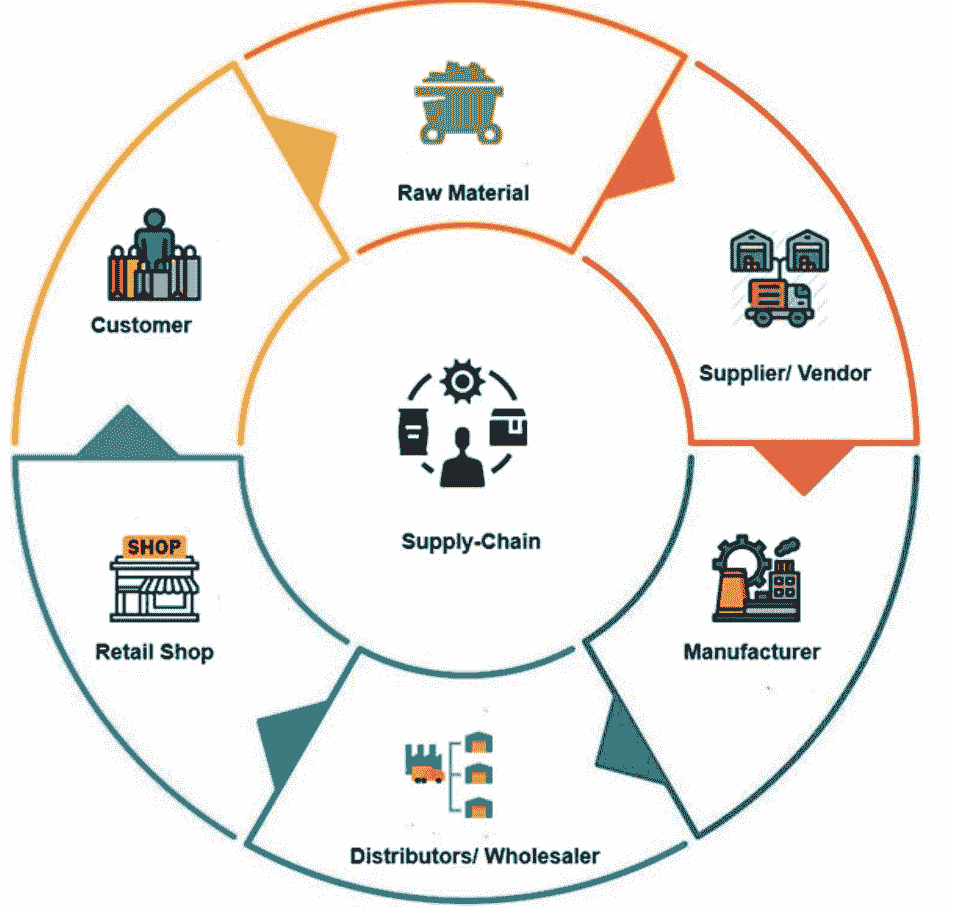 Raw Material
Supplier/ Vendor
Customer
Supply-Chain
SHOP
Retail Shop
Manufacturer
Distributors/ Wholesaler